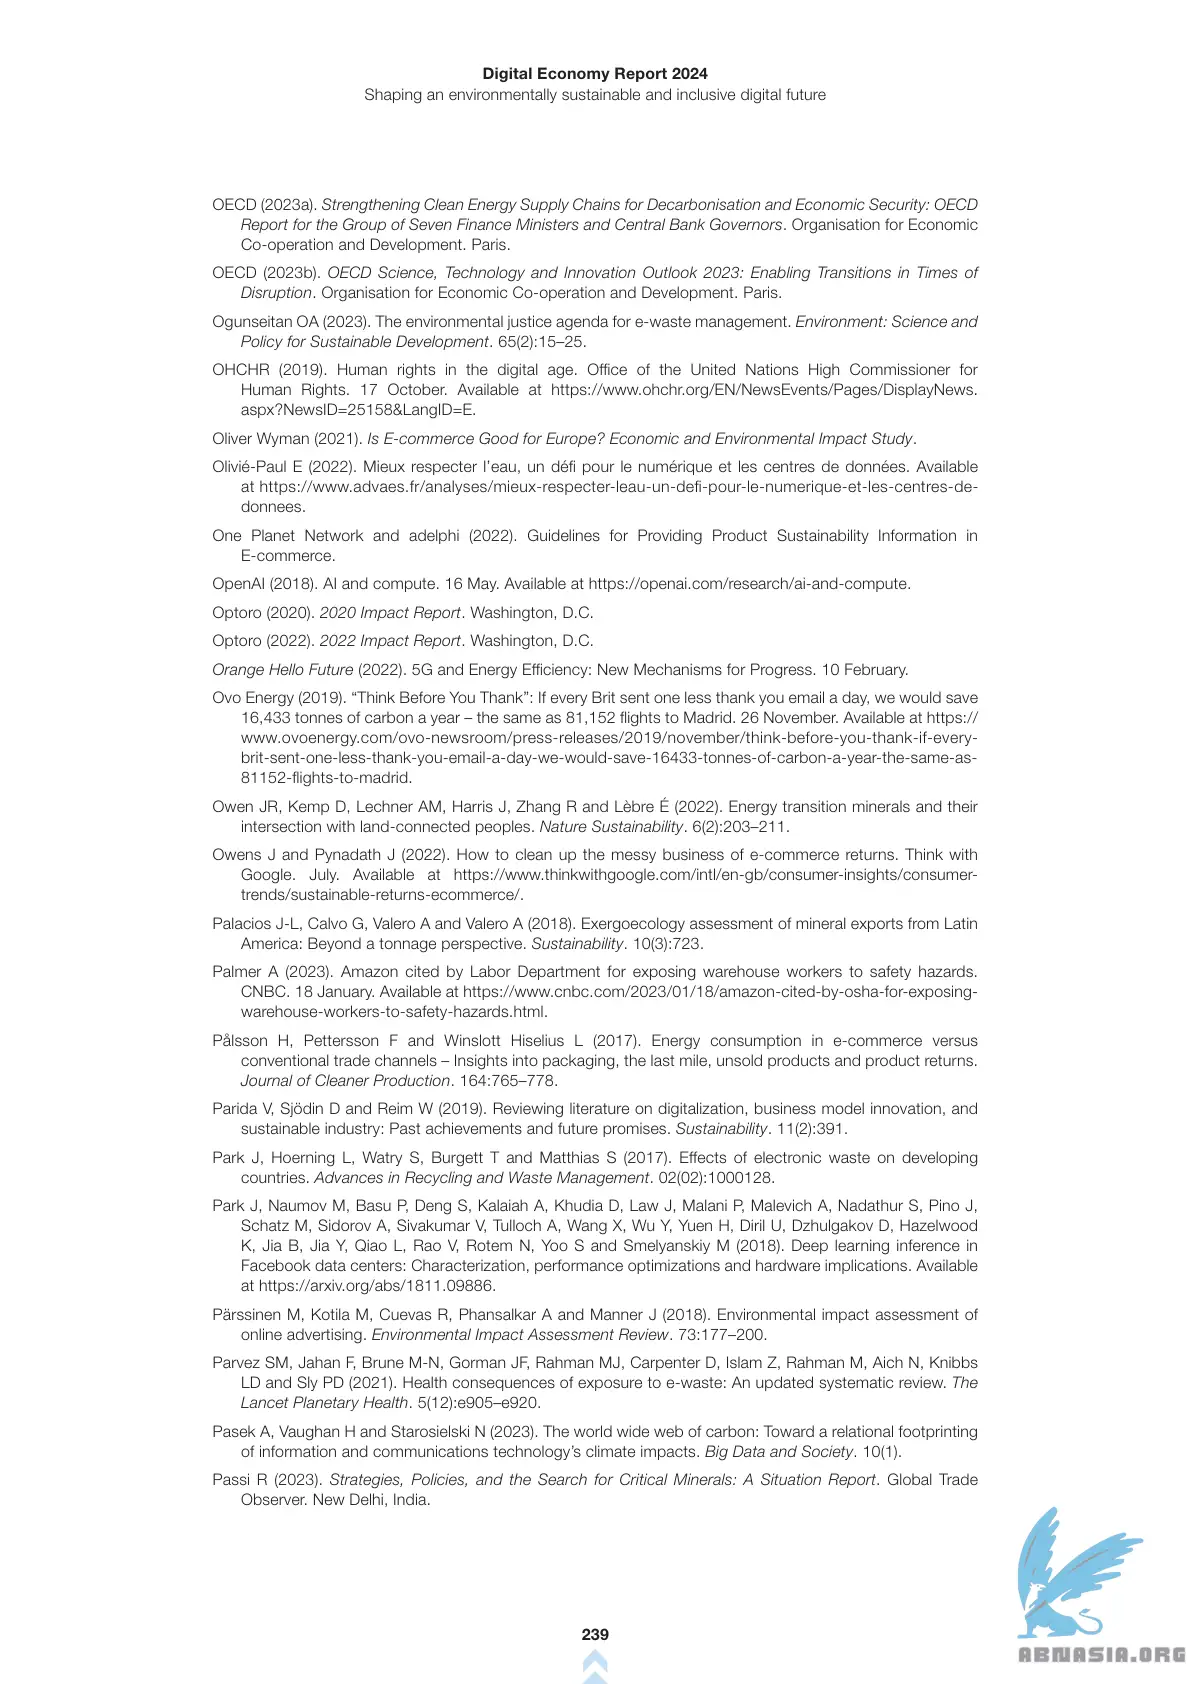 Digital Economy Report 2024
Shaping an environmentally sustainable and inclusive digital future
OECD (2023a). Strengthening Clean Energy Supply Chains for Decarbonisation and Economic Security: OECD
Report for the Group of Seven Finance Ministers and Central Bank Governors. Organisation for Economic
Co-operation and Development. Paris.
OECD (2023b). OECD Science, Technology and Innovation Outlook 2023: Enabling Transitions in Times of
Disruption. Organisation for Economic Co-operation and Development. Paris.
Ogunseitan OA (2023). The environmental justice agenda for e-waste management. Environment: Science and
Policy for Sustainable Development. 65(2):15–25.
OHCHR (2019). Human rights in the digital age. Office of the United Nations High Commissioner for
Human Rights. 17 October. Available at https://www.ohchr.org/EN/NewsEvents/Pages/DisplayNews.
aspx?NewsID=25158&LangID=E.
Oliver Wyman (2021). Is E-commerce Good for Europe? Economic and Environmental Impact Study.
Olivié-Paul E (2022). Mieux respecter l’eau, un défi pour le numérique et les centres de données. Available
at https://www.advaes.fr/analyses/mieux-respecter-leau-un-defi-pour-le-numerique-et-les-centres-de-
donnees.
One Planet Network and adelphi (2022). Guidelines for Providing Product Sustainability Information in
E-commerce.
OpenAI (2018). AI and compute. 16 May. Available at https://openai.com/research/ai-and-compute.
Optoro (2020). 2020 Impact Report. Washington, D.C.
Optoro (2022). 2022 Impact Report. Washington, D.C.
Orange Hello Future (2022). 5G and Energy Efficiency: New Mechanisms for Progress. 10 February.
Ovo Energy (2019). “Think Before You Thank”: If every Brit sent one less thank you email a day, we would save
16,433 tonnes of carbon a year – the same as 81,152 flights to Madrid. 26 November. Available at https://
www.ovoenergy.com/ovo-newsroom/press-releases/2019/november/think-before-you-thank-if-every-
brit-sent-one-less-thank-you-email-a-day-we-would-save-16433-tonnes-of-carbon-a-year-the-same-as-
81152-flights-to-madrid.
Owen JR, Kemp D, Lechner AM, Harris J, Zhang R and Lèbre É (2022). Energy transition minerals and their
intersection with land-connected peoples. Nature Sustainability. 6(2):203–211.
Owens J and Pynadath J (2022). How to clean up the messy business of e-commerce returns. Think with
Google. July. Available at https://www.thinkwithgoogle.com/intl/en-gb/consumer-insights/consumer-
trends/sustainable-returns-ecommerce/.
Palacios J-L, Calvo G, Valero A and Valero A (2018). Exergoecology assessment of mineral exports from Latin
America: Beyond a tonnage perspective. Sustainability. 10(3):723.
Palmer A (2023). Amazon cited by Labor Department for exposing warehouse workers to safety hazards.
CNBC. 18 January. Available at https://www.cnbc.com/2023/01/18/amazon-cited-by-osha-for-exposing-
warehouse-workers-to-safety-hazards.html.
Pålsson H, Pettersson F and Winslott Hiselius L (2017). Energy consumption in e-commerce versus
conventional trade channels – Insights into packaging, the last mile, unsold products and product returns.
Journal of Cleaner Production. 164:765–778.
Parida V, Sjödin D and Reim W (2019). Reviewing literature on digitalization, business model innovation, and
sustainable industry: Past achievements and future promises. Sustainability. 11(2):391.
Park J, Hoerning L, Watry S, Burgett T and Matthias S (2017). Effects of electronic waste on developing
countries. Advances in Recycling and Waste Management. 02(02):1000128.
Park J, Naumov M, Basu P, Deng S, Kalaiah A, Khudia D, Law J, Malani P, Malevich A, Nadathur S, Pino J,
Schatz M, Sidorov A, Sivakumar V, Tulloch A, Wang X, Wu Y, Yuen H, Diril U, Dzhulgakov D, Hazelwood
K, Jia B, Jia Y, Qiao L, Rao V, Rotem N, Yoo S and Smelyanskiy M (2018). Deep learning inference in
Facebook data centers: Characterization, performance optimizations and hardware implications. Available
at https://arxiv.org/abs/1811.09886.
Pärssinen M, Kotila M, Cuevas R, Phansalkar A and Manner J (2018). Environmental impact assessment of
online advertising. Environmental Impact Assessment Review. 73:177–200.
Parvez SM, Jahan F, Brune M-N, Gorman JF, Rahman MJ, Carpenter D, Islam Z, Rahman M, Aich N, Knibbs
LD and Sly PD (2021). Health consequences of exposure to e-waste: An updated systematic review. The
Lancet Planetary Health. 5(12):e905–e920.
Pasek A, Vaughan H and Starosielski N (2023). The world wide web of carbon: Toward a relational footprinting
of information and communications technology’s climate impacts. Big Data and Society. 10(1).
Passi R (2023). Strategies, Policies, and the Search for Critical Minerals: A Situation Report. Global Trade
Observer. New Delhi, India.
239
ABNASIA.ORG